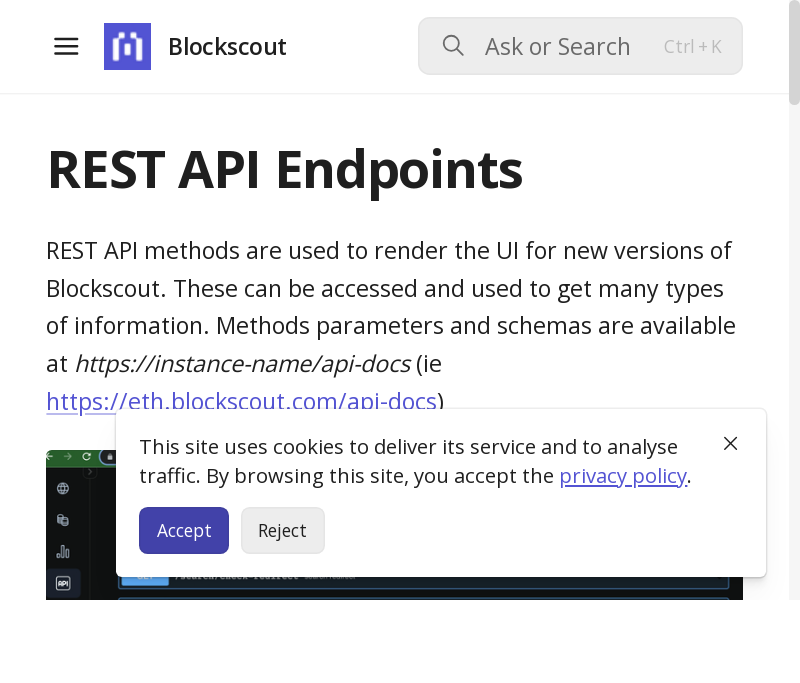 Blockscout
Ask or Search
Ctrl + K
REST API Endpoints
REST API methods are used to render the UI for new versions of
Blockscout. These can be accessed and used to get many types
of information. Methods parameters and schemas are available
at https://instance-name/api-docs (ie
https://eth.blockscout.com/api-docs)
This site uses cookies to deliver its service and to analyse
traffic. By browsing this site, you accept the privacy policy.
Accept
Reject
API